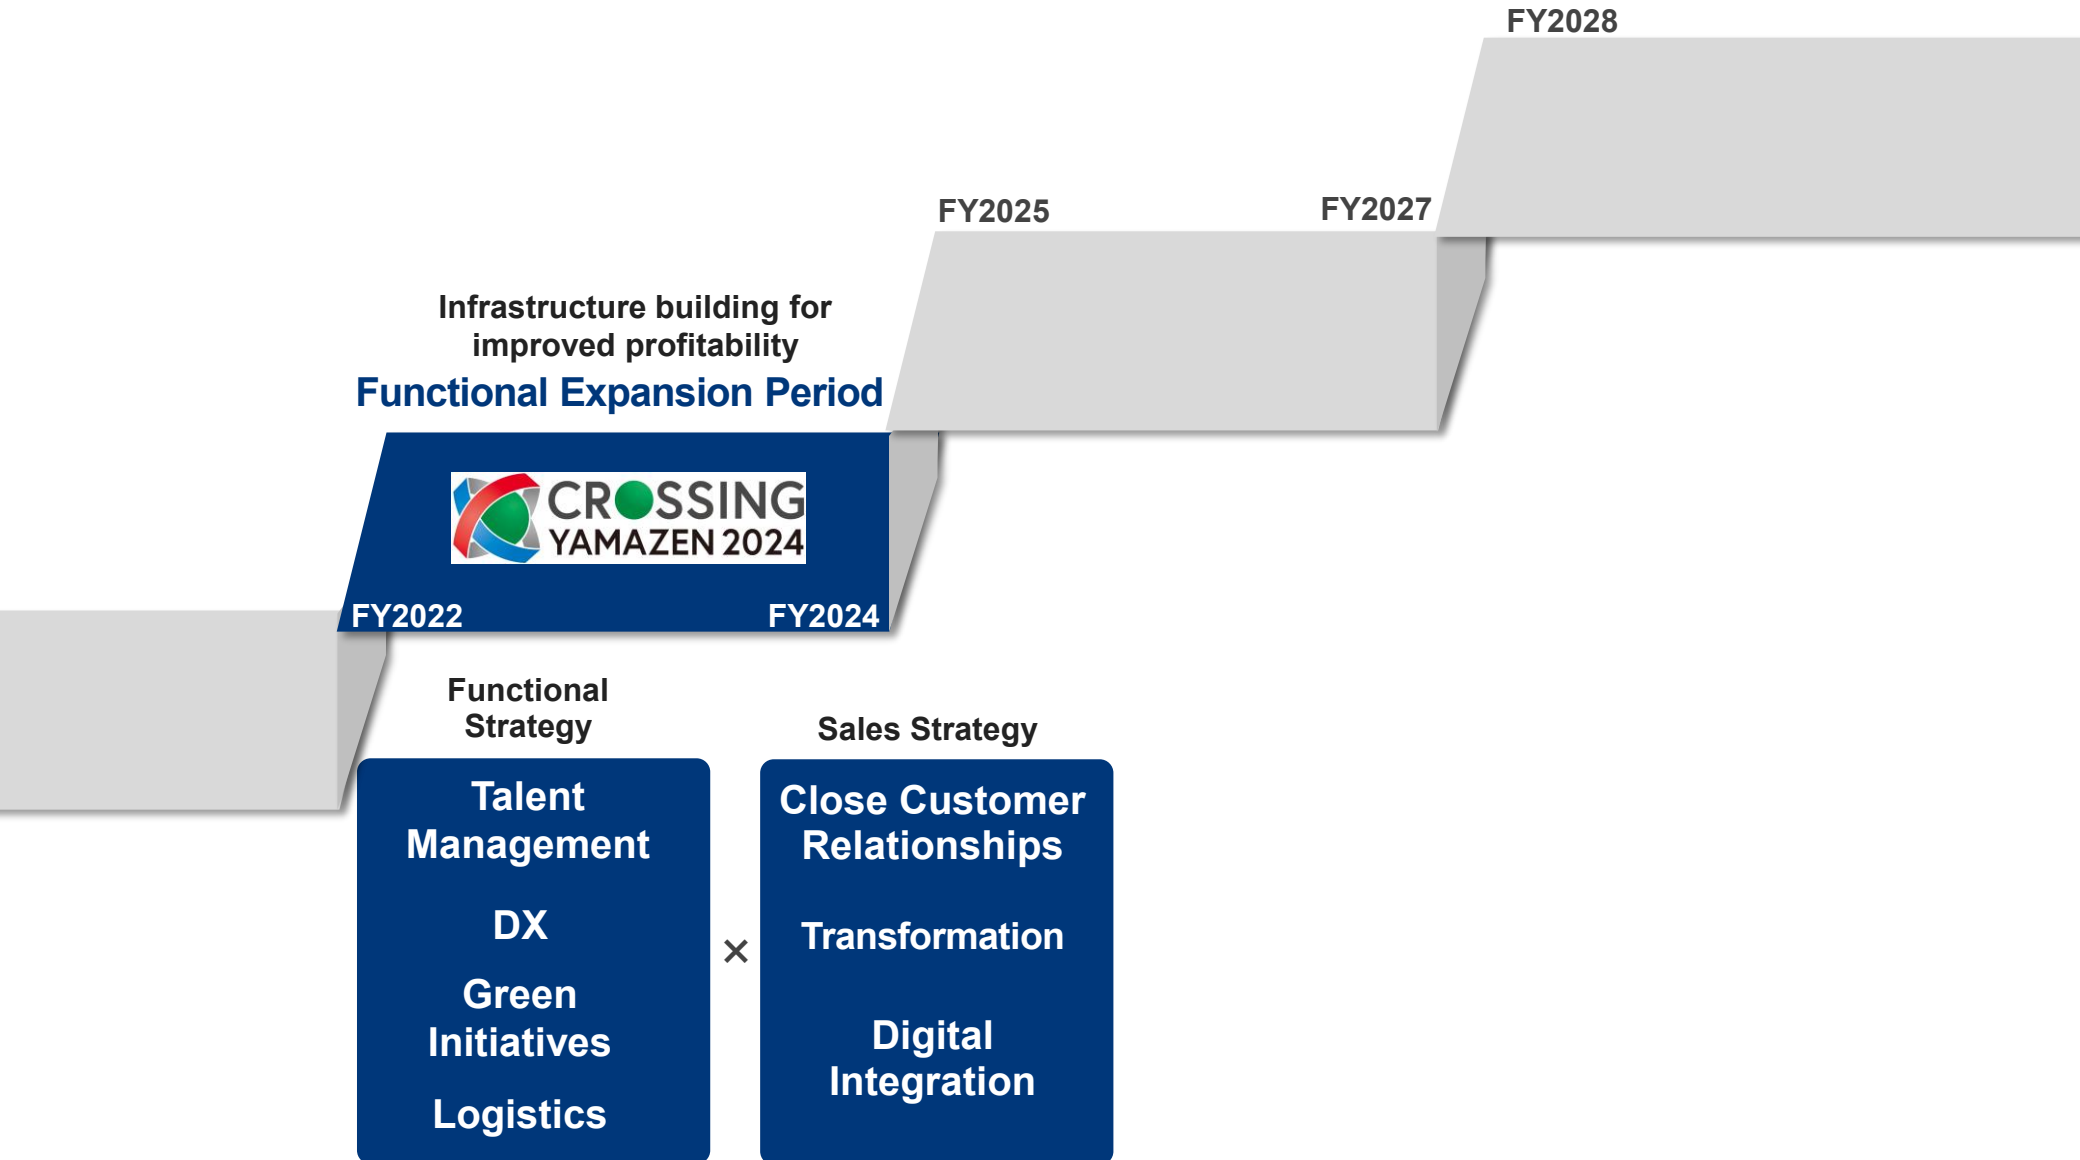 FY2028
FY2025
FY2027
Infrastructure building for
improved profitability
Functional Expansion Period
CROSSING
YAMAZEN 2024
FY2022
FY2024
Functional
Strategy
Talent
Management
DX
Green
Initiatives
Logistics
×
Sales Strategy
Close Customer
Relationships
Transformation
Digital
Integration